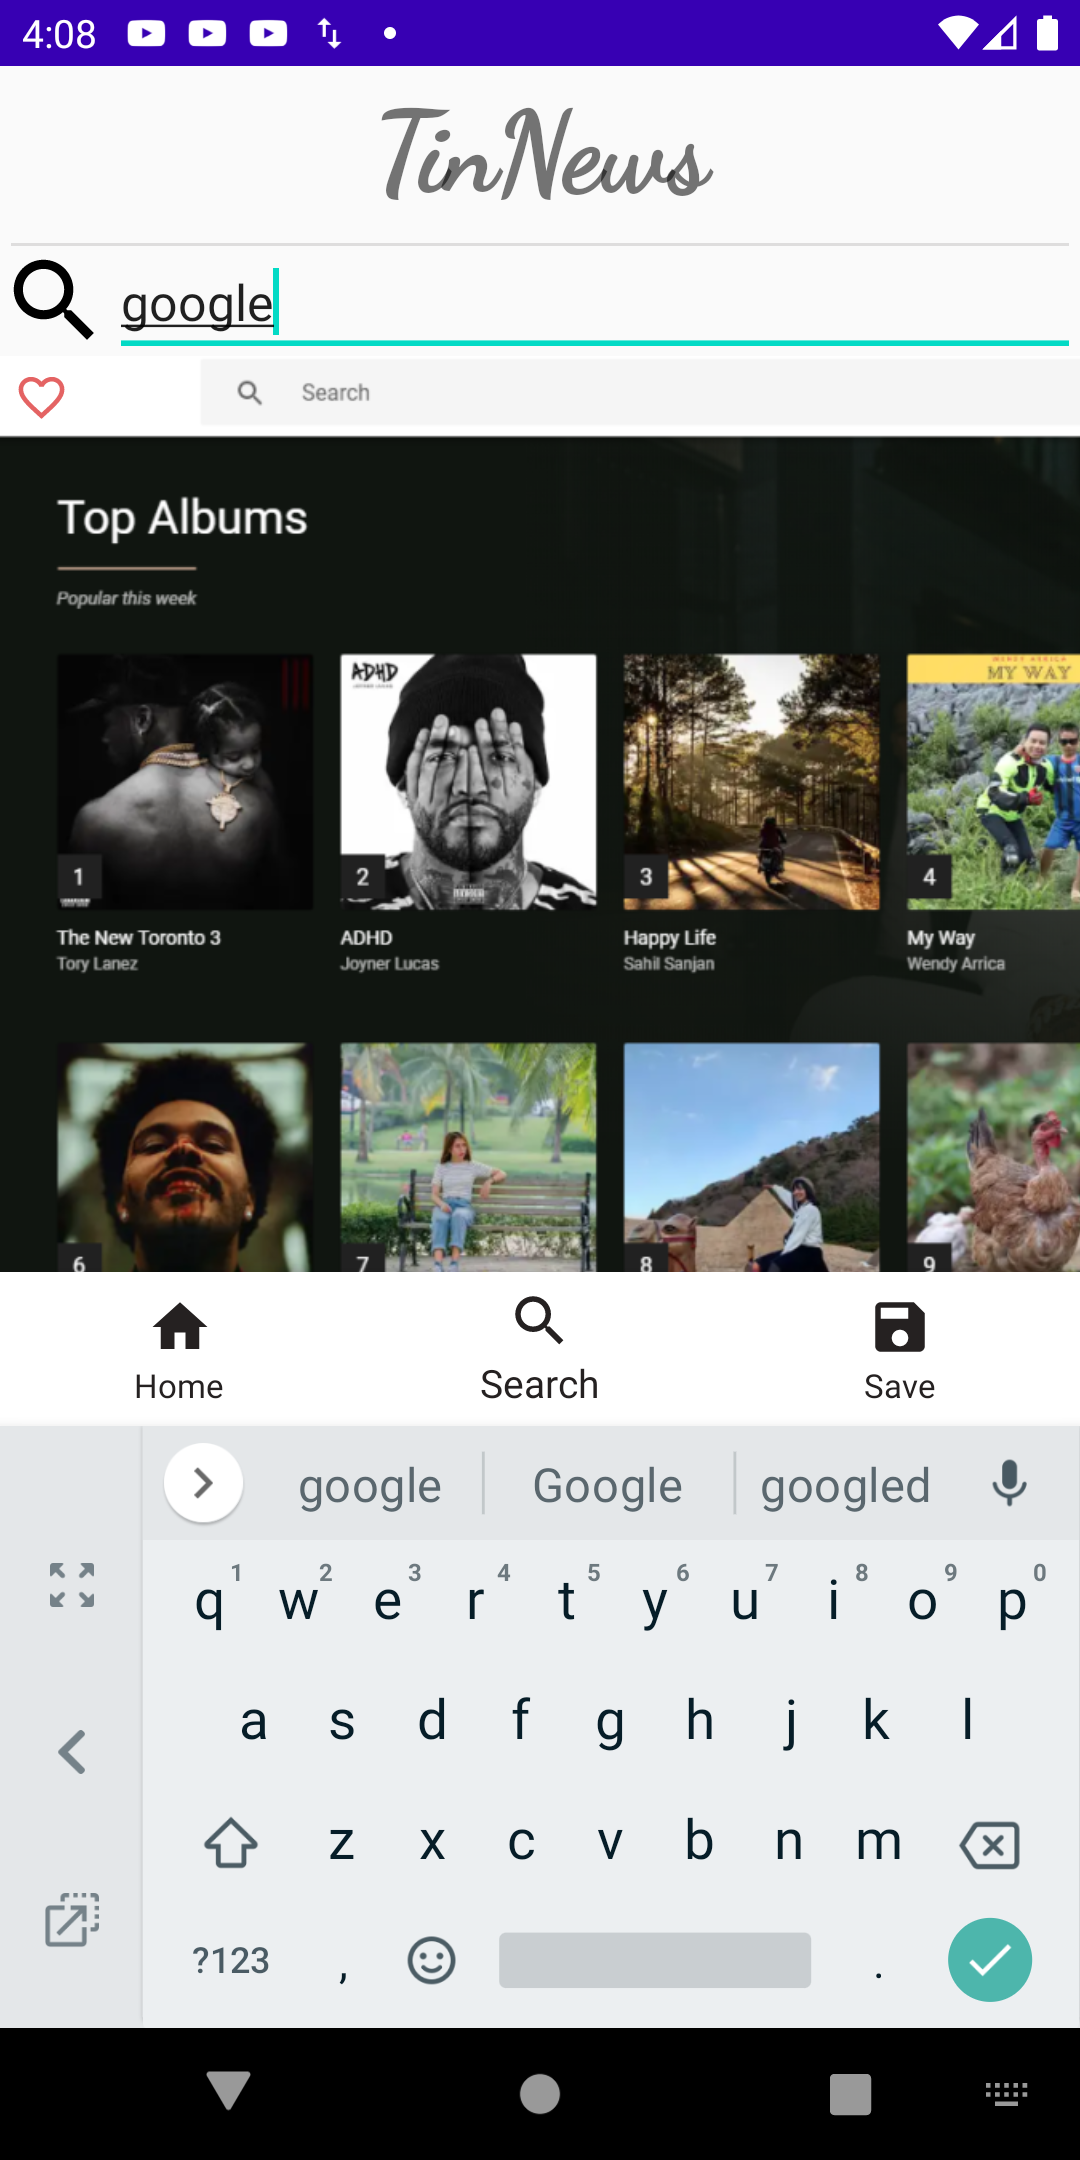 4:08
TinNews
google
Search
Top Albums
Popular this week
ADHD
MY WAY
1
2
3
4
The New Toronto 3
ADHD
Happy Life
My Way
Tory Lanez
Joyner Lucas
Sahil Sanjan
Wendy Arrica
6
7
8
9
Home
Search
Save
google
Google
googled
1 2 3 4 5 6 7 8 9 0
q w e r t y u i o p
a s d f g h j k l
z x c v b n m
?123 , .